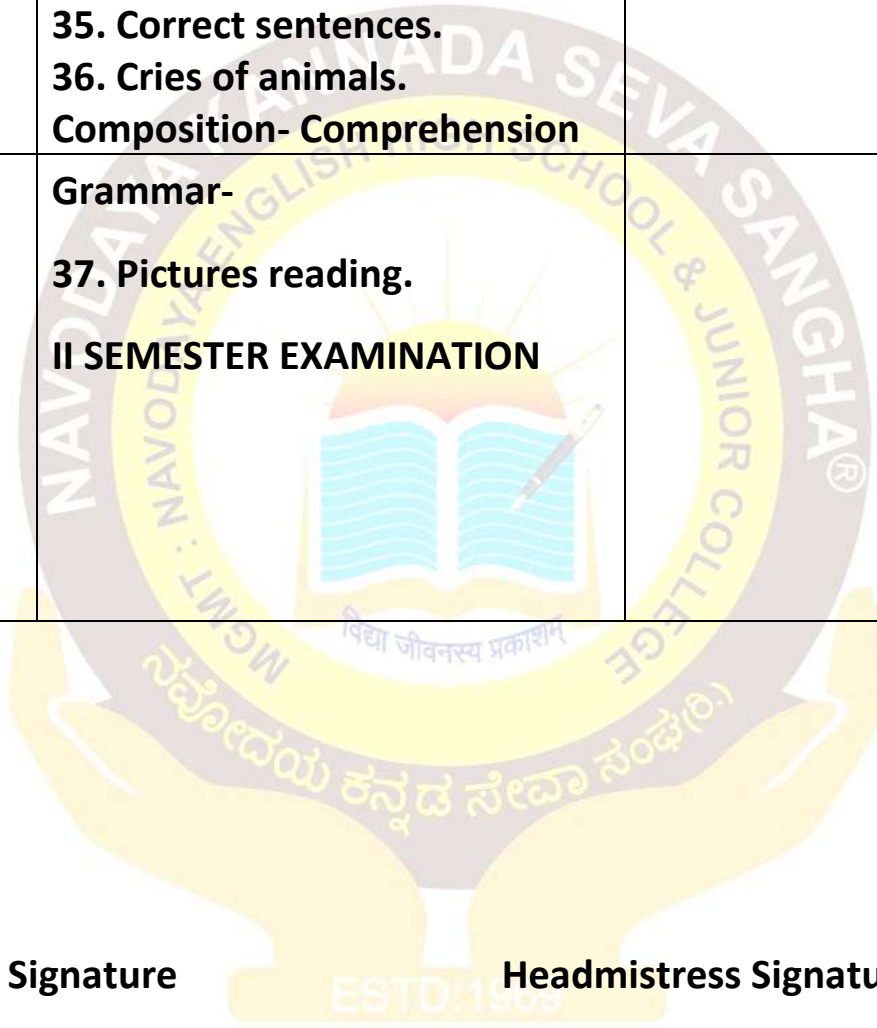 35. Correct sentences.
36. Cries of animals.
Composition- Comprehension
Grammar-
37. Pictures reading.
II SEMESTER EXAMINATION
NAVODAYA KANNADA SEVA SANGHA®
MGMT : NAVODAYA ENGLISH HIGH SCHOOL & JUNIOR COLLEGE
विद्या जीवनस्य प्रकाशम्
ನವೋದಯ ಕನ್ನಡ ಸೇವಾ ಸಂಘ(ರಿ.)
Signature Headmistress Signatu
ESTD:1969